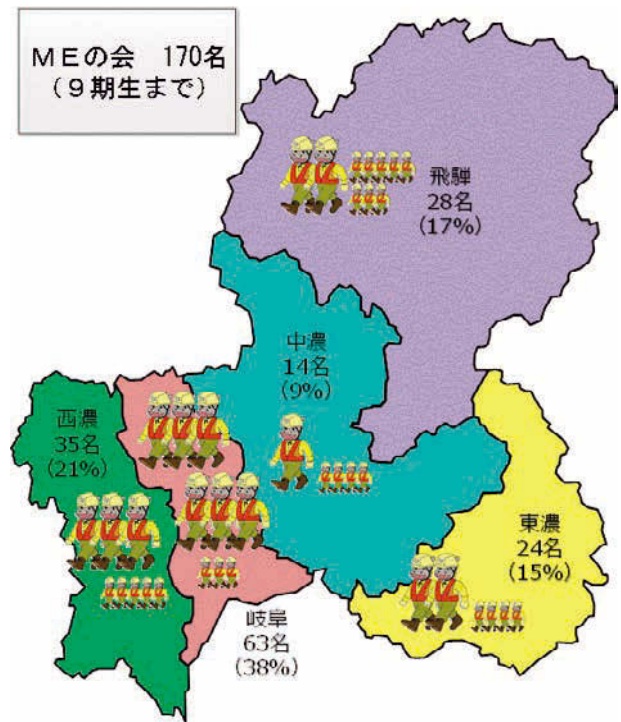 MEの会 170名
(9期生まで)
飛騨
28名
(17%)
中濃
14名
(9%)
西濃
35名
(21%)
東濃
24名
(15%)
岐阜
63名
(38%)